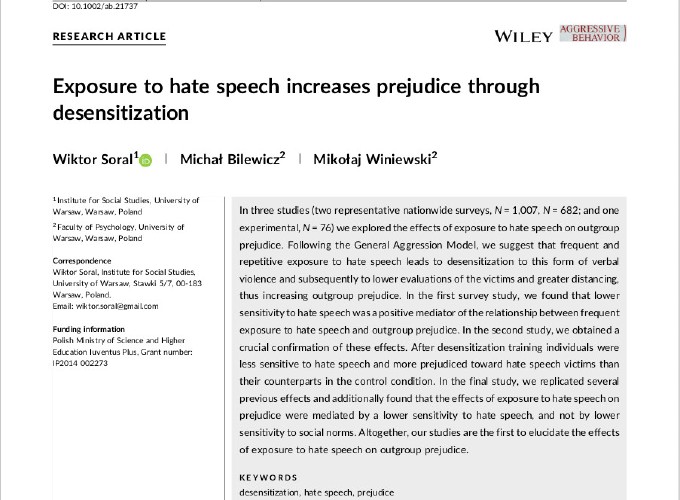 DOI: 10.1002/ab.21737
RESEARCH ARTICLE
WILEY AGGRESSIVE BEHAVIOR
Exposure to hate speech increases prejudice through
desensitization
Wiktor Soral1 iD | Michał Bilewicz2 | Mikołaj Winiewski2
1Institute for Social Studies, University of
Warsaw, Warsaw, Poland
2Faculty of Psychology, University of
Warsaw, Warsaw, Poland
Correspondence
Wiktor Soral, Institute for Social Studies,
University of Warsaw, Stawki 5/7, 00-183
Warsaw, Poland.
Email: wiktor.soral@gmail.com
Funding information
Polish Ministry of Science and Higher
Education Iuventus Plus, Grant number:
IP2014 002273
In three studies (two representative nationwide surveys, N = 1,007, N = 682; and one
experimental, N = 76) we explored the effects of exposure to hate speech on outgroup
prejudice. Following the General Aggression Model, we suggest that frequent and
repetitive exposure to hate speech leads to desensitization to this form of verbal
violence and subsequently to lower evaluations of the victims and greater distancing,
thus increasing outgroup prejudice. In the first survey study, we found that lower
sensitivity to hate speech was a positive mediator of the relationship between frequent
exposure to hate speech and outgroup prejudice. In the second study, we obtained a
crucial confirmation of these effects. After desensitization training individuals were
less sensitive to hate speech and more prejudiced toward hate speech victims than
their counterparts in the control condition. In the final study, we replicated several
previous effects and additionally found that the effects of exposure to hate speech on
prejudice were mediated by a lower sensitivity to hate speech, and not by lower
sensitivity to social norms. Altogether, our studies are the first to elucidate the effects
of exposure to hate speech on outgroup prejudice.
KEYWORDS
desensitization, hate speech, prejudice